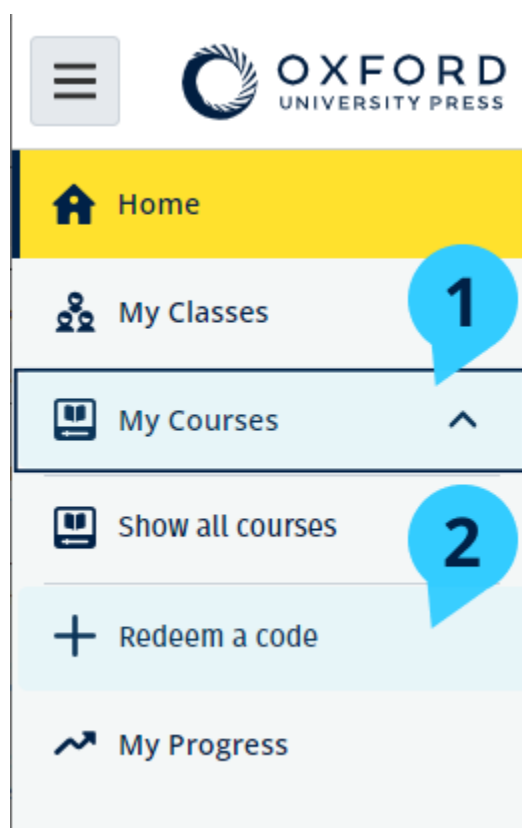 OXFORD
UNIVERSITY PRESS
Home
My Classes
1
My Courses
Show all courses
2
Redeem a code
My Progress